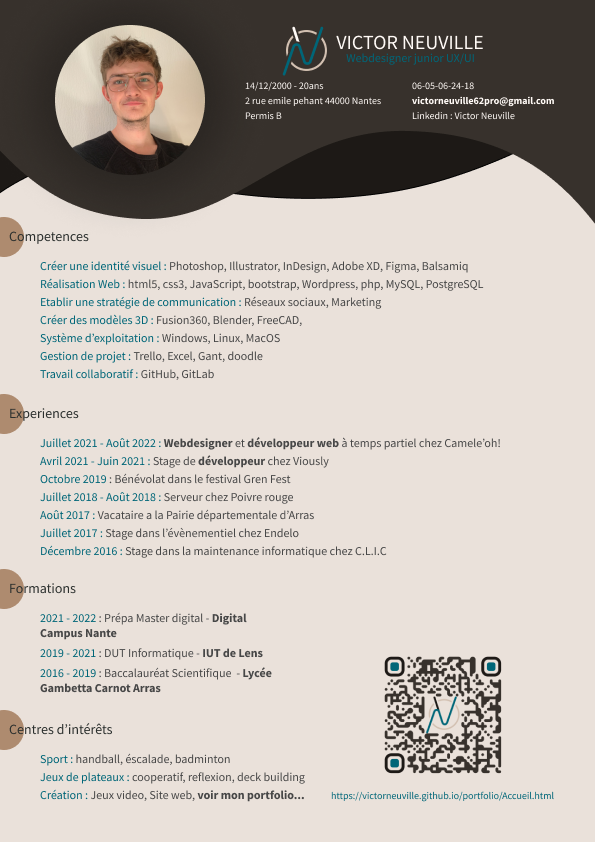 VICTOR NEUVILLE
Webdesigner junior UX/UI
14/12/2000 - 20ans
2 rue emile pehant 44000 Nantes
Permis B
06-05-06-24-18
victorneuville62pro@gmail.com
Linkedin : Victor Neuville
Competences
Créer une identité visuel : Photoshop, Illustrator, InDesign, Adobe XD, Figma, Balsamiq
Réalisation Web : html5, css3, JavaScript, bootstrap, Wordpress, php, MySQL, PostgreSQL
Etablir une stratégie de communication : Réseaux sociaux, Marketing
Créer des modèles 3D : Fusion360, Blender, FreeCAD,
Système d'exploitation : Windows, Linux, MacOS
Gestion de projet : Trello, Excel, Gant, doodle
Travail collaboratif : GitHub, GitLab
Experiences
Juillet 2021 - Août 2022 : Webdesigner et développeur web à temps partiel chez Camele'oh!
Avril 2021 - Juin 2021 : Stage de développeur chez Viously
Octobre 2019 : Bénévolat dans le festival Gren Fest
Juillet 2018 - Août 2018 : Serveur chez Poivre rouge
Août 2017 : Vacataire a la Pairie départementale d'Arras
Juillet 2017 : Stage dans l'évènementiel chez Endelo
Décembre 2016 : Stage dans la maintenance informatique chez C.L.I.C
Formations
2021 - 2022 : Prépa Master digital - Digital
Campus Nante
2019 - 2021 : DUT Informatique - IUT de Lens
2016 - 2019 : Baccalauréat Scientifique - Lycée
Gambetta Carnot Arras
Centres d'intérêts
Sport : handball, éscalade, badminton
Jeux de plateaux : cooperatif, reflexion, deck building
Création : Jeux video, Site web, voir mon portfolio...
https://victorneuville.github.io/portfolio/Accueil.html